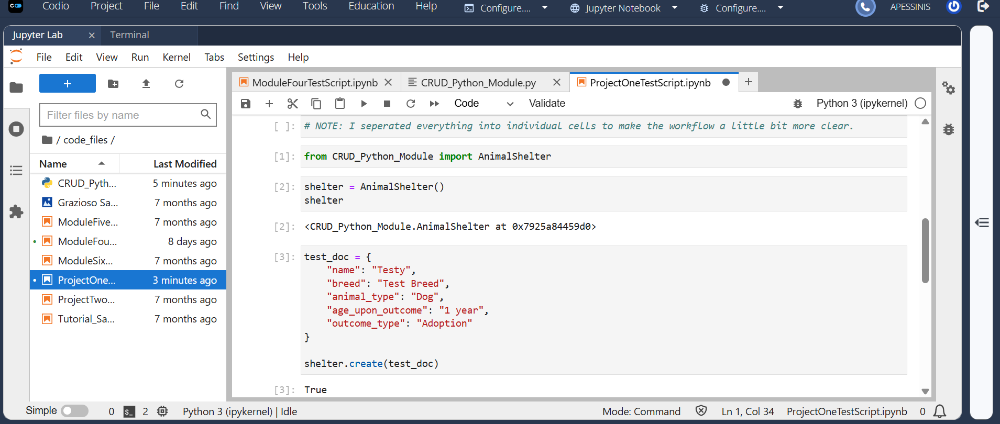 Codio Project File Edit Find View Tools Education Help Configure.... Jupyter Notebook Configure.... APESSINIS
Jupyter Lab Terminal
File Edit View Run Kernel Tabs Settings Help
ModuleFourTestScript.ipynb CRUD_Python_Module.py ProjectOneTestScript.ipynb
Code Validate Python 3 (ipykernel)
Filter files by name
/ code_files /
Name Last Modified
CRUD_Pyth... 5 minutes ago
Grazioso Sa... 7 months ago
ModuleFive... 7 months ago
ModuleFou... 8 days ago
ModuleSix... 7 months ago
ProjectOne... 3 minutes ago
ProjectTwo... 7 months ago
Tutorial_Sa... 7 months ago
[ ]: # NOTE: I seperated everything into individual cells to make the workflow a little bit more clear.
[1]: from CRUD_Python_Module import AnimalShelter
[2]: shelter = AnimalShelter()
shelter
[2]: <CRUD_Python_Module.AnimalShelter at 0x7925a84459d0>
[3]: test_doc = {
"name": "Testy",
"breed": "Test Breed",
"animal_type": "Dog",
"age_upon_outcome": "1 year",
"outcome_type": "Adoption"
}
shelter.create(test_doc)
[3]: True
Simple 0 $_ 2 Python 3 (ipykernel) | Idle Mode: Command Ln 1, Col 34 ProjectOneTestScript.ipynb 0